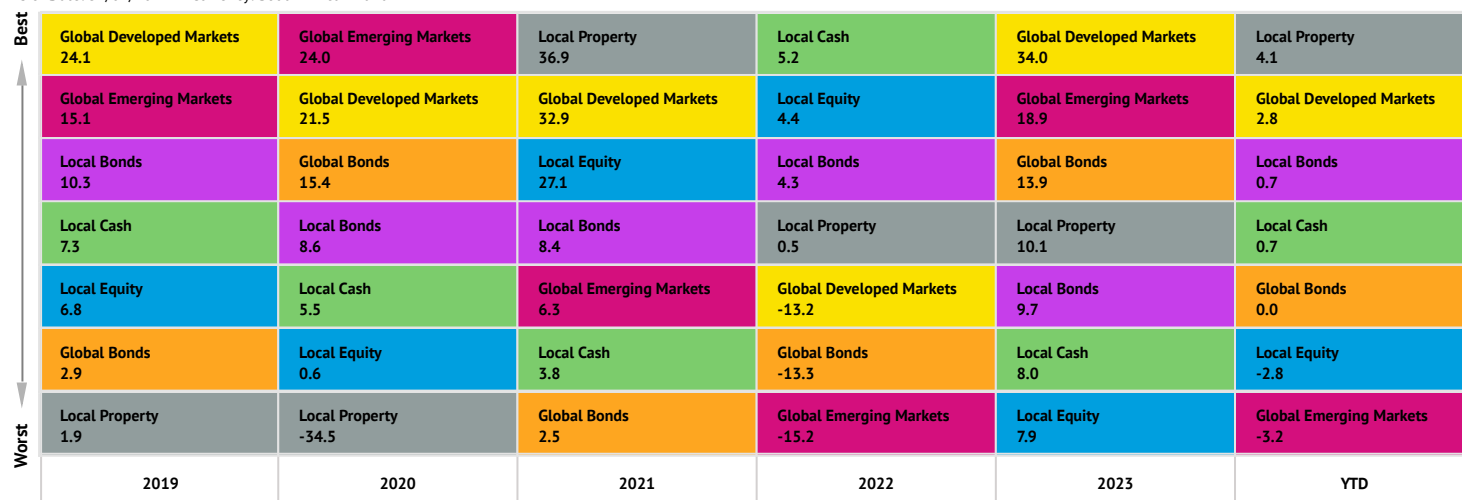 Best
Global Developed Markets
24.1
Global Emerging Markets
24.0
Local Property
36.9
Local Cash
5.2
Global Developed Markets
34.0
Local Property
4.1
Global Emerging Markets
15.1
Global Developed Markets
21.5
Global Developed Markets
32.9
Local Equity
4.4
Global Emerging Markets
18.9
Global Developed Markets
2.8
Local Bonds
10.3
Global Bonds
15.4
Local Equity
27.1
Local Bonds
4.3
Global Bonds
13.9
Local Bonds
0.7
Local Cash
7.3
Local Bonds
8.6
Local Bonds
8.4
Local Property
0.5
Local Property
10.1
Local Cash
0.7
Local Equity
6.8
Local Cash
5.5
Global Emerging Markets
6.3
Global Developed Markets
-13.2
Local Bonds
9.7
Global Bonds
0.0
Global Bonds
2.9
Local Equity
0.6
Local Cash
3.8
Global Bonds
-13.3
Local Cash
8.0
Local Equity
-2.8
Worst
Local Property
1.9
Local Property
-34.5
Global Bonds
2.5
Global Emerging Markets
-15.2
Local Equity
7.9
Global Emerging Markets
-3.2
2019
2020
2021
2022
2023
YTD